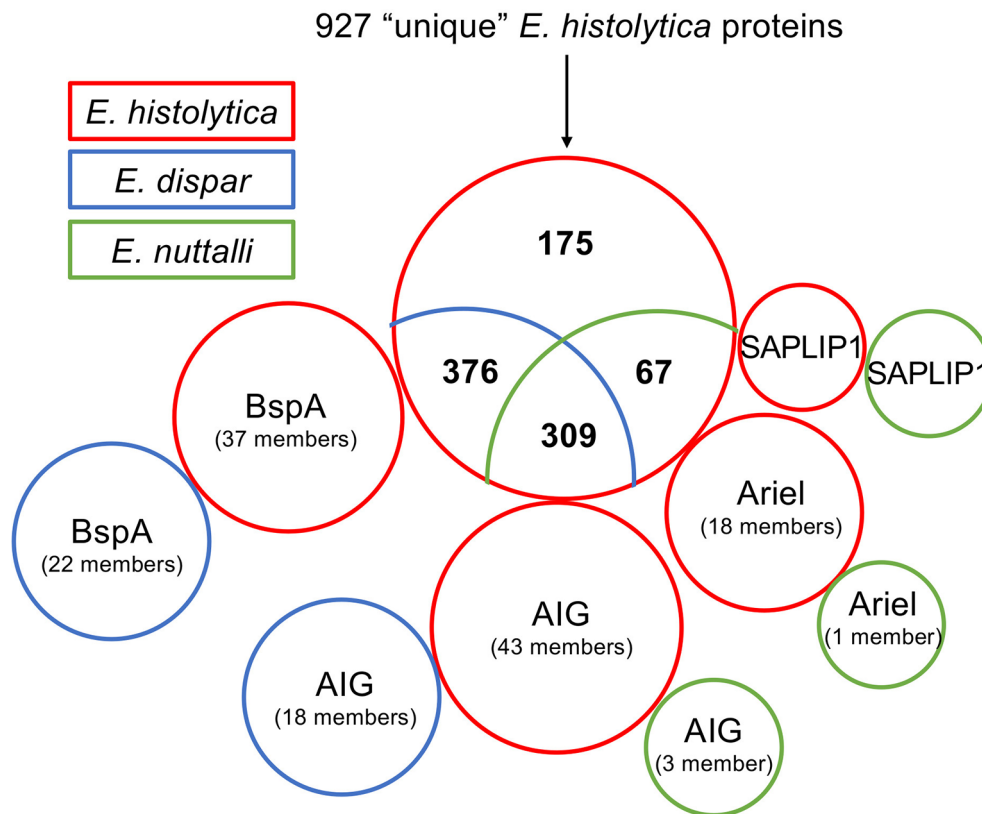 927 “unique” E. histolytica proteins
E. histolytica
E. dispar
E. nuttalli
175
376
67
309
SAPLIP1
SAPLIP1
BspA
(37 members)
BspA
(22 members)
Ariel
(18 members)
Ariel
(1 member)
AIG
(43 members)
AIG
(18 members)
AIG
(3 member)